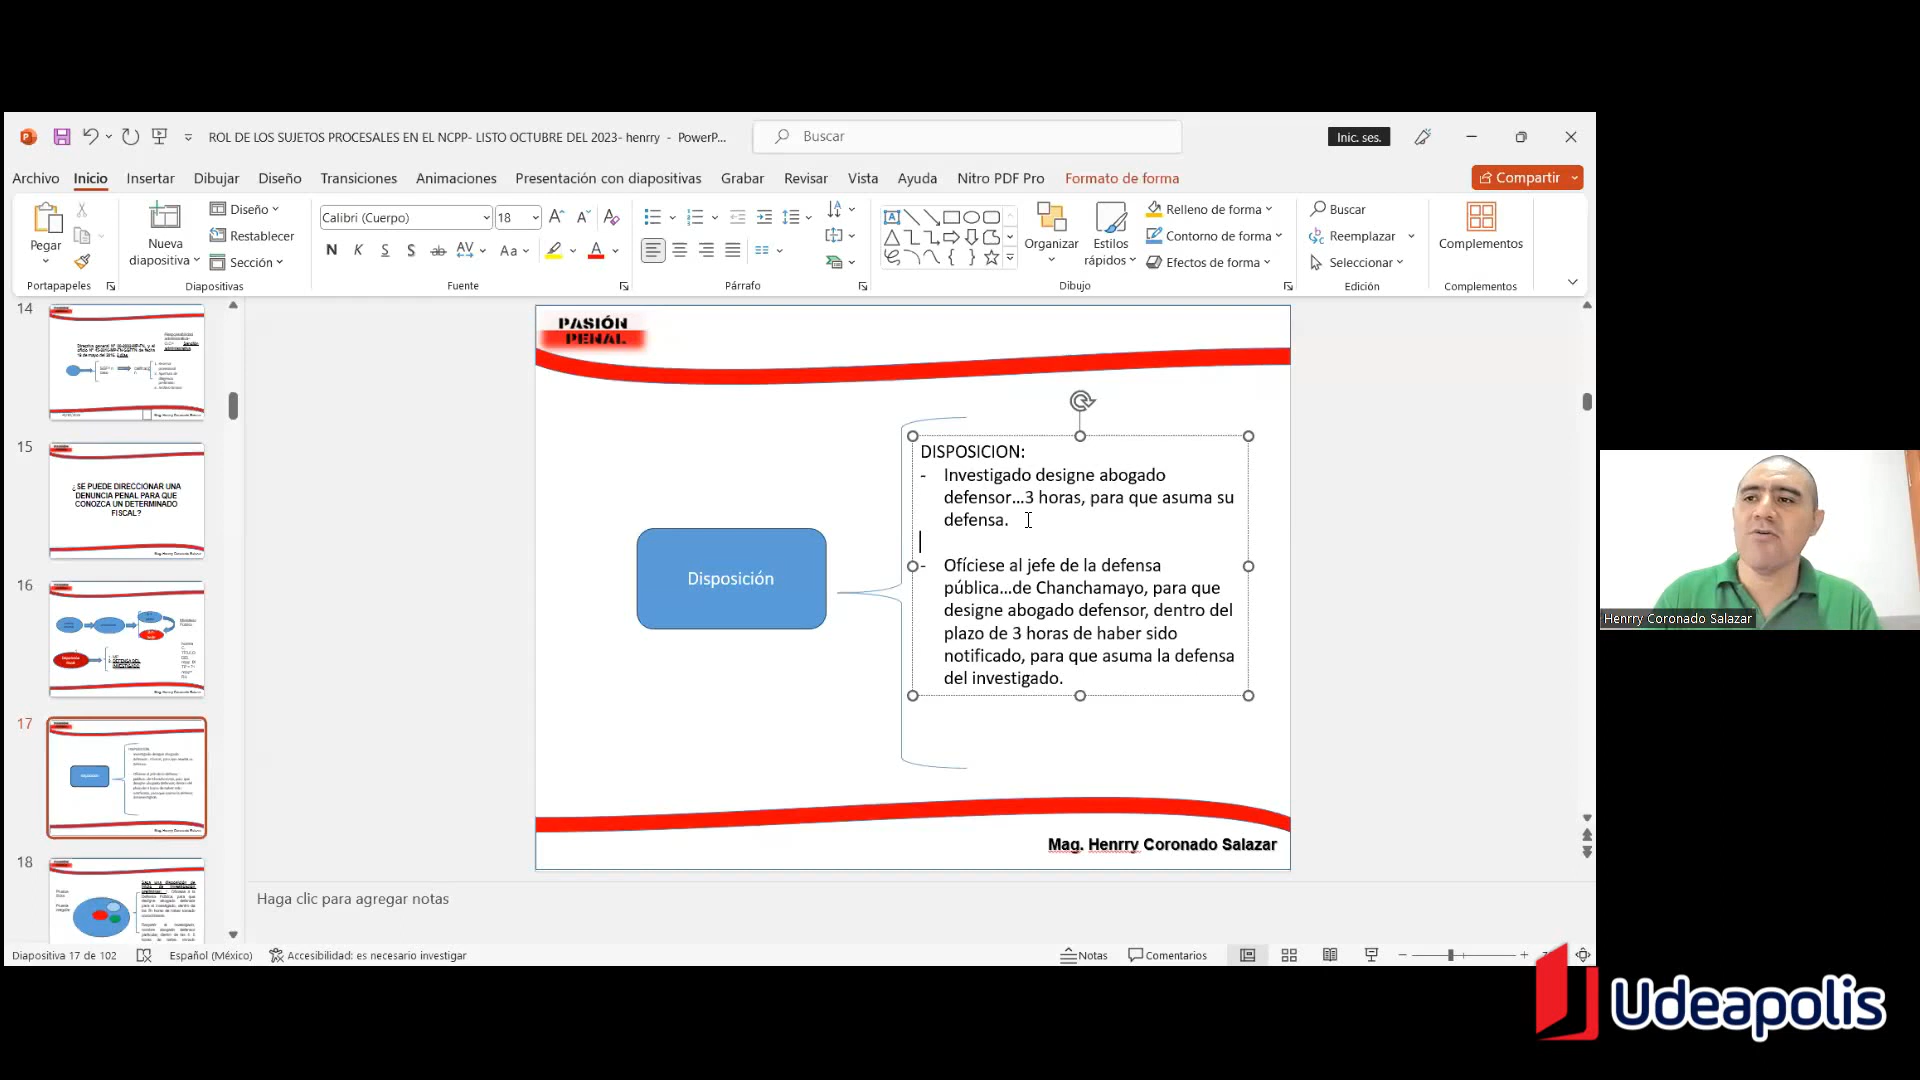 ROL DE LOS SUJETOS PROCESALES EN EL NCPP- LISTO OCTUBRE DEL 2023- henrry - PowerP...
Buscar
Inic. ses.
Archivo Inicio Insertar Dibujar Diseño Transiciones Animaciones Presentación con diapositivas Grabar Revisar Vista Ayuda Nitro PDF Pro Formato de forma
Compartir
Pegar
Portapapeles
Nueva diapositiva
Diseño
Restablecer
Sección
Diapositivas
Calibri (Cuerpo) 18
N K S S ab AV Aa A
Fuente
Párrafo
Organizar
Estilos rápidos
Relleno de forma
Contorno de forma
Efectos de forma
Dibujo
Buscar
Reemplazar
Seleccionar
Edición
Complementos
Complementos
14
15
¿SE PUEDE DIRECCIONAR UNA
DENUNCIA PENAL PARA QUE
CONOZCA UN DETERMINADO
FISCAL?
16
17
18
PASIÓN
PENAL
Disposición
DISPOSICION:
- Investigado designe abogado
defensor...3 horas, para que asuma su
defensa.
- Ofíciese al jefe de la defensa
pública...de Chanchamayo, para que
designe abogado defensor, dentro del
plazo de 3 horas de haber sido
notificado, para que asuma la defensa
del investigado.
Mag. Henrry Coronado Salazar
Haga clic para agregar notas
Diapositiva 17 de 102 Español (México) Accesibilidad: es necesario investigar Notas Comentarios
Henrry Coronado Salazar
Udeapolis